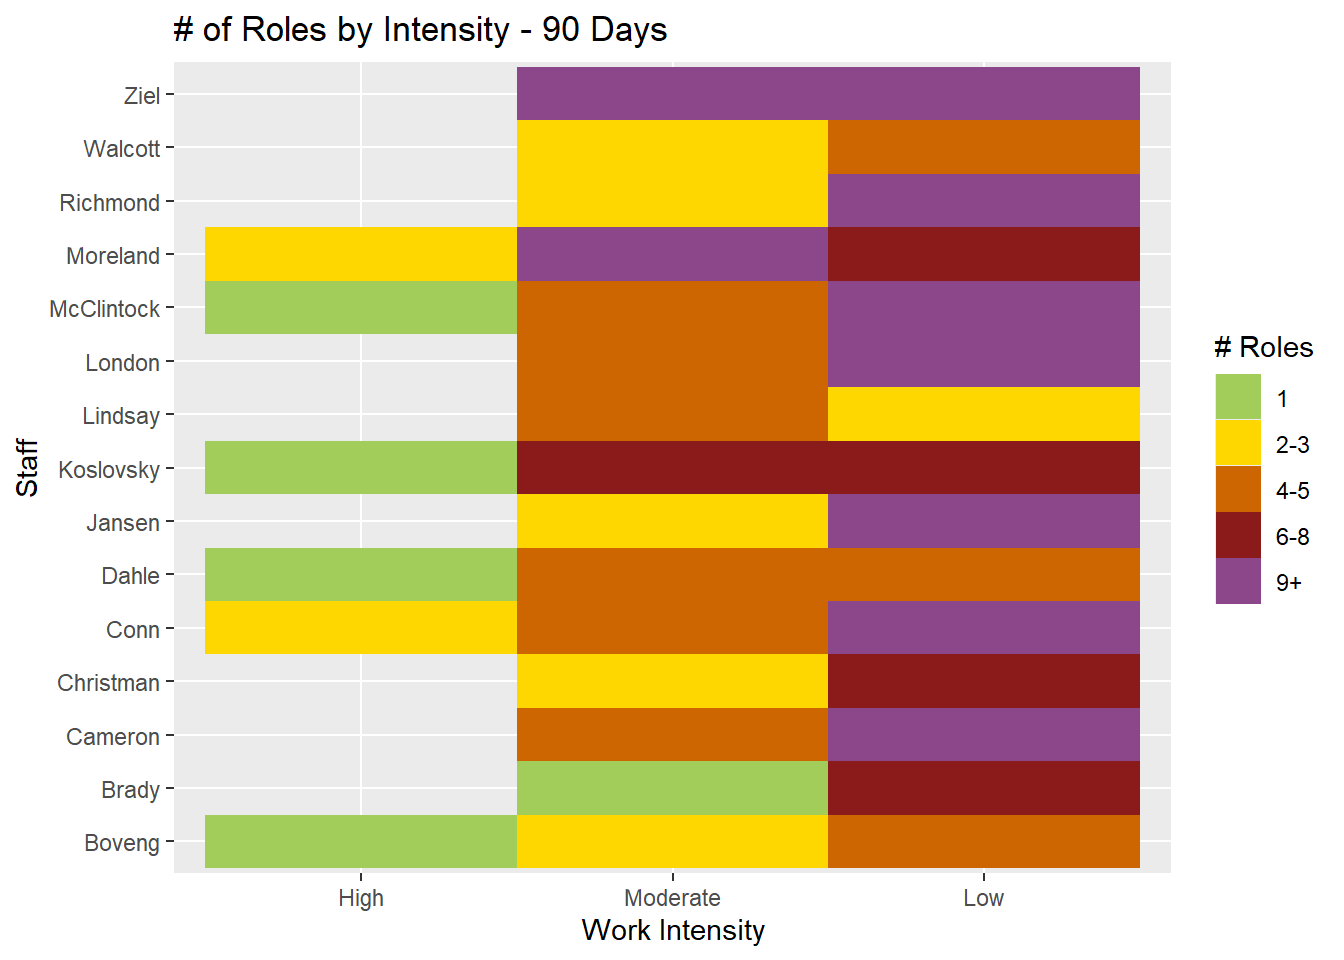 # of Roles by Intensity - 90 Days
Ziel
Walcott
Richmond
Moreland
McClintock
London
Lindsay
Koslovsky
Jansen
Dahle
Conn
Christman
Cameron
Brady
Boveng
Staff
High
Moderate
Low
Work Intensity
# Roles
1
2-3
4-5
6-8
9+